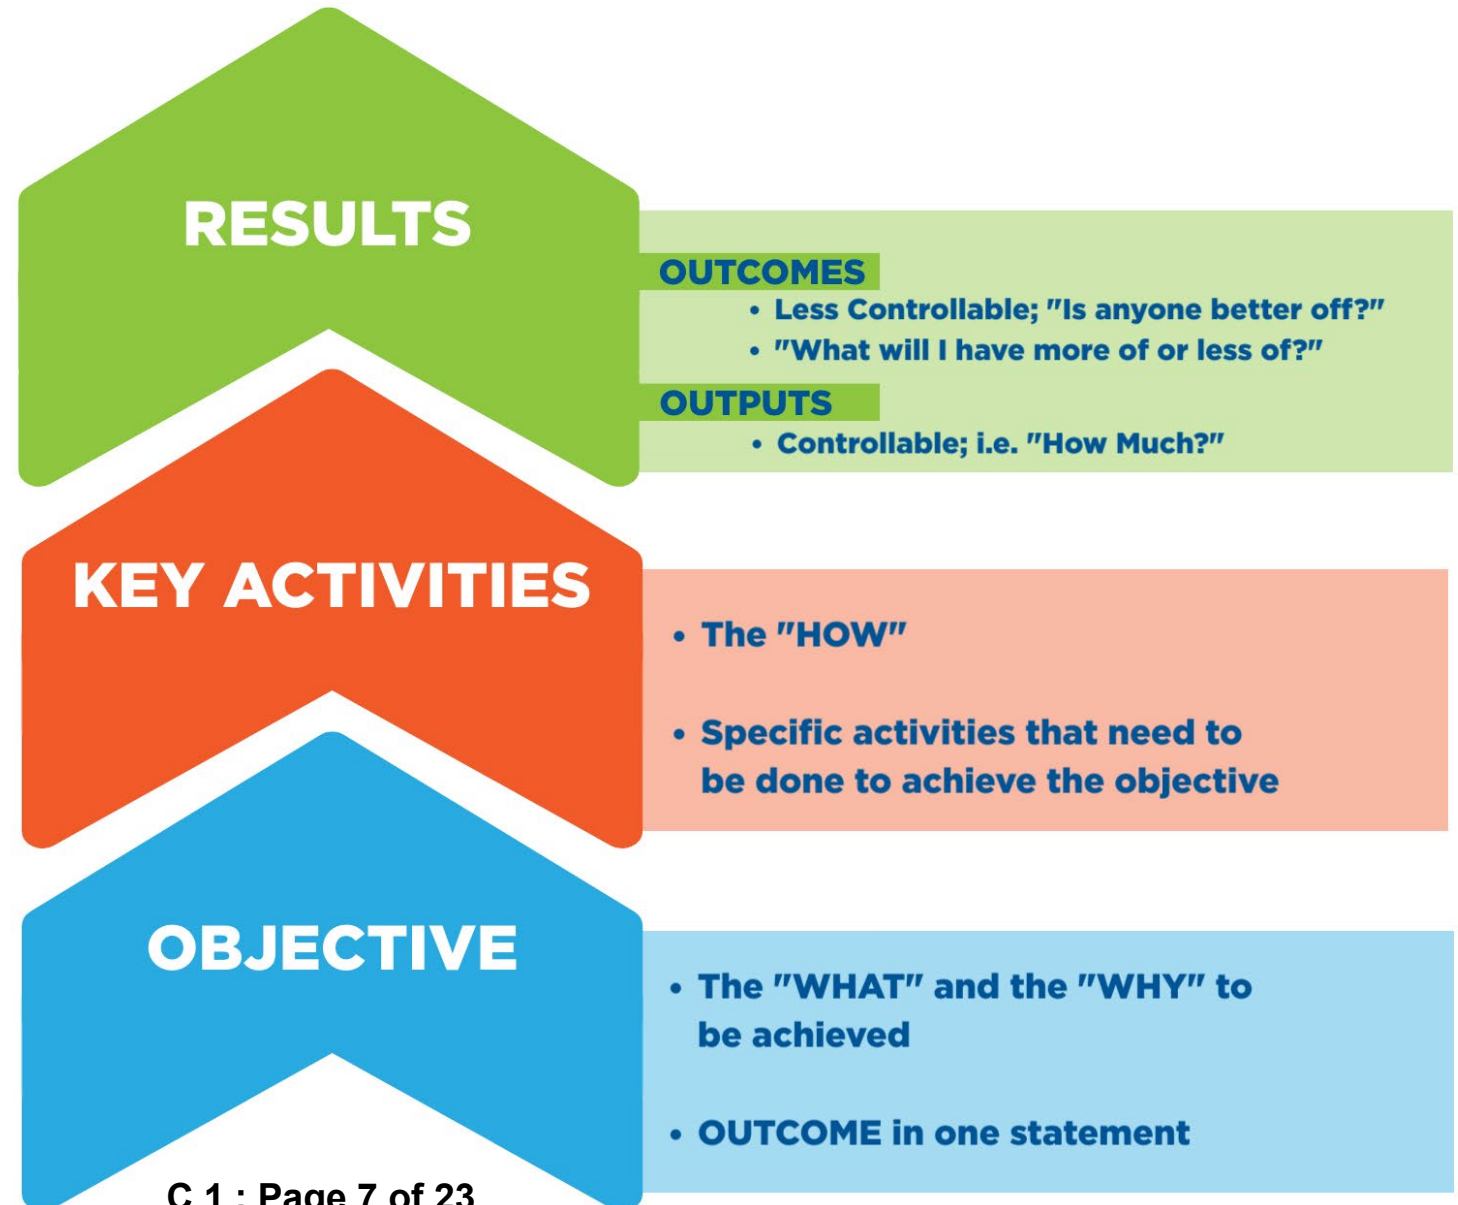 RESULTS
OUTCOMES
• Less Controllable; "Is anyone better off?"
• "What will I have more of or less of?"
OUTPUTS
• Controllable; i.e. "How Much?"
KEY ACTIVITIES
• The "HOW"
• Specific activities that need to
be done to achieve the objective
OBJECTIVE
• The "WHAT" and the "WHY" to
be achieved
• OUTCOME in one statement
C 1 : Page 7 of 23